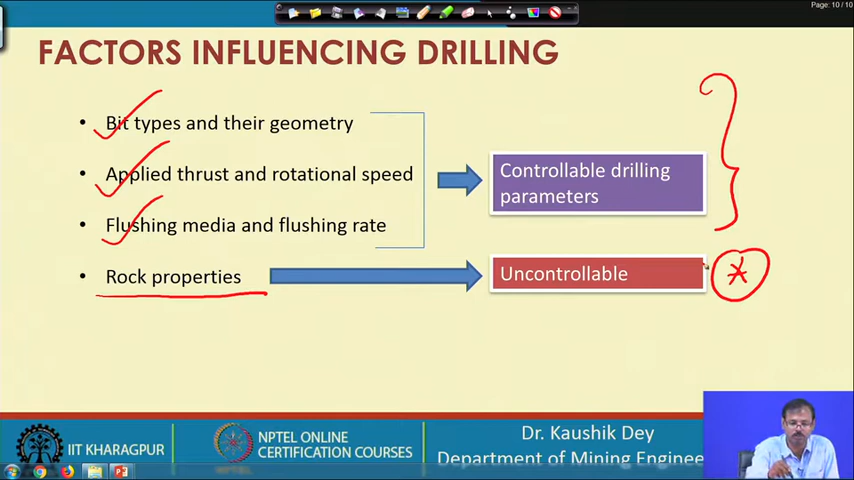 Page: 10 / 10
FACTORS INFLUENCING DRILLING
• Bit types and their geometry
• Applied thrust and rotational speed
• Flushing media and flushing rate
• Rock properties
Controllable drilling
parameters
Uncontrollable
IIT KHARAGPUR
NPTEL ONLINE
CERTIFICATION COURSES
Dr. Kaushik Dey
Department of Mining Enginee